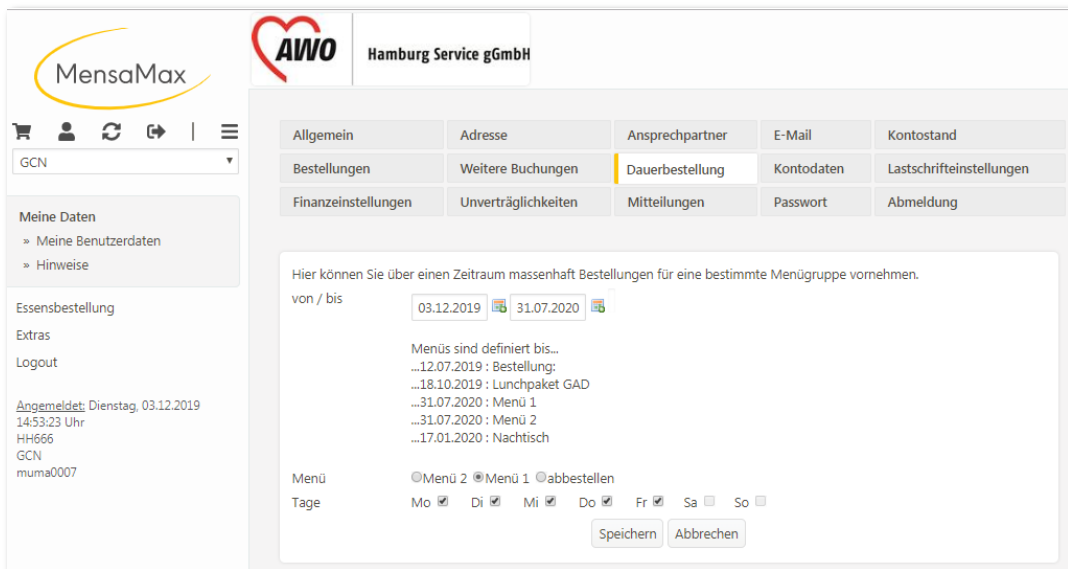 MensaMax
GCN
Meine Daten
» Meine Benutzerdaten
» Hinweise
Essensbestellung
Extras
Logout
Angemeldet: Dienstag, 03.12.2019
14:53:23 Uhr
HH666
GCN
muma0007
AWO Hamburg Service gGmbH
Allgemein Adresse Ansprechpartner E-Mail Kontostand
Bestellungen Weitere Buchungen Dauerbestellung Kontodaten Lastschrifteinstellungen
Finanzeinstellungen Unverträglichkeiten Mitteilungen Passwort Abmeldung
Hier können Sie über einen Zeitraum massenhaft Bestellungen für eine bestimmte Menügruppe vornehmen.
von / bis 03.12.2019 31.07.2020
Menüs sind definiert bis...
...12.07.2019 : Bestellung:
...18.10.2019 : Lunchpaket GAD
...31.07.2020 : Menü 1
...31.07.2020 : Menü 2
...17.01.2020 : Nachtisch
Menü Menü 2 Menü 1 abbestellen
Tage Mo Di Mi Do Fr Sa So
Speichern Abbrechen